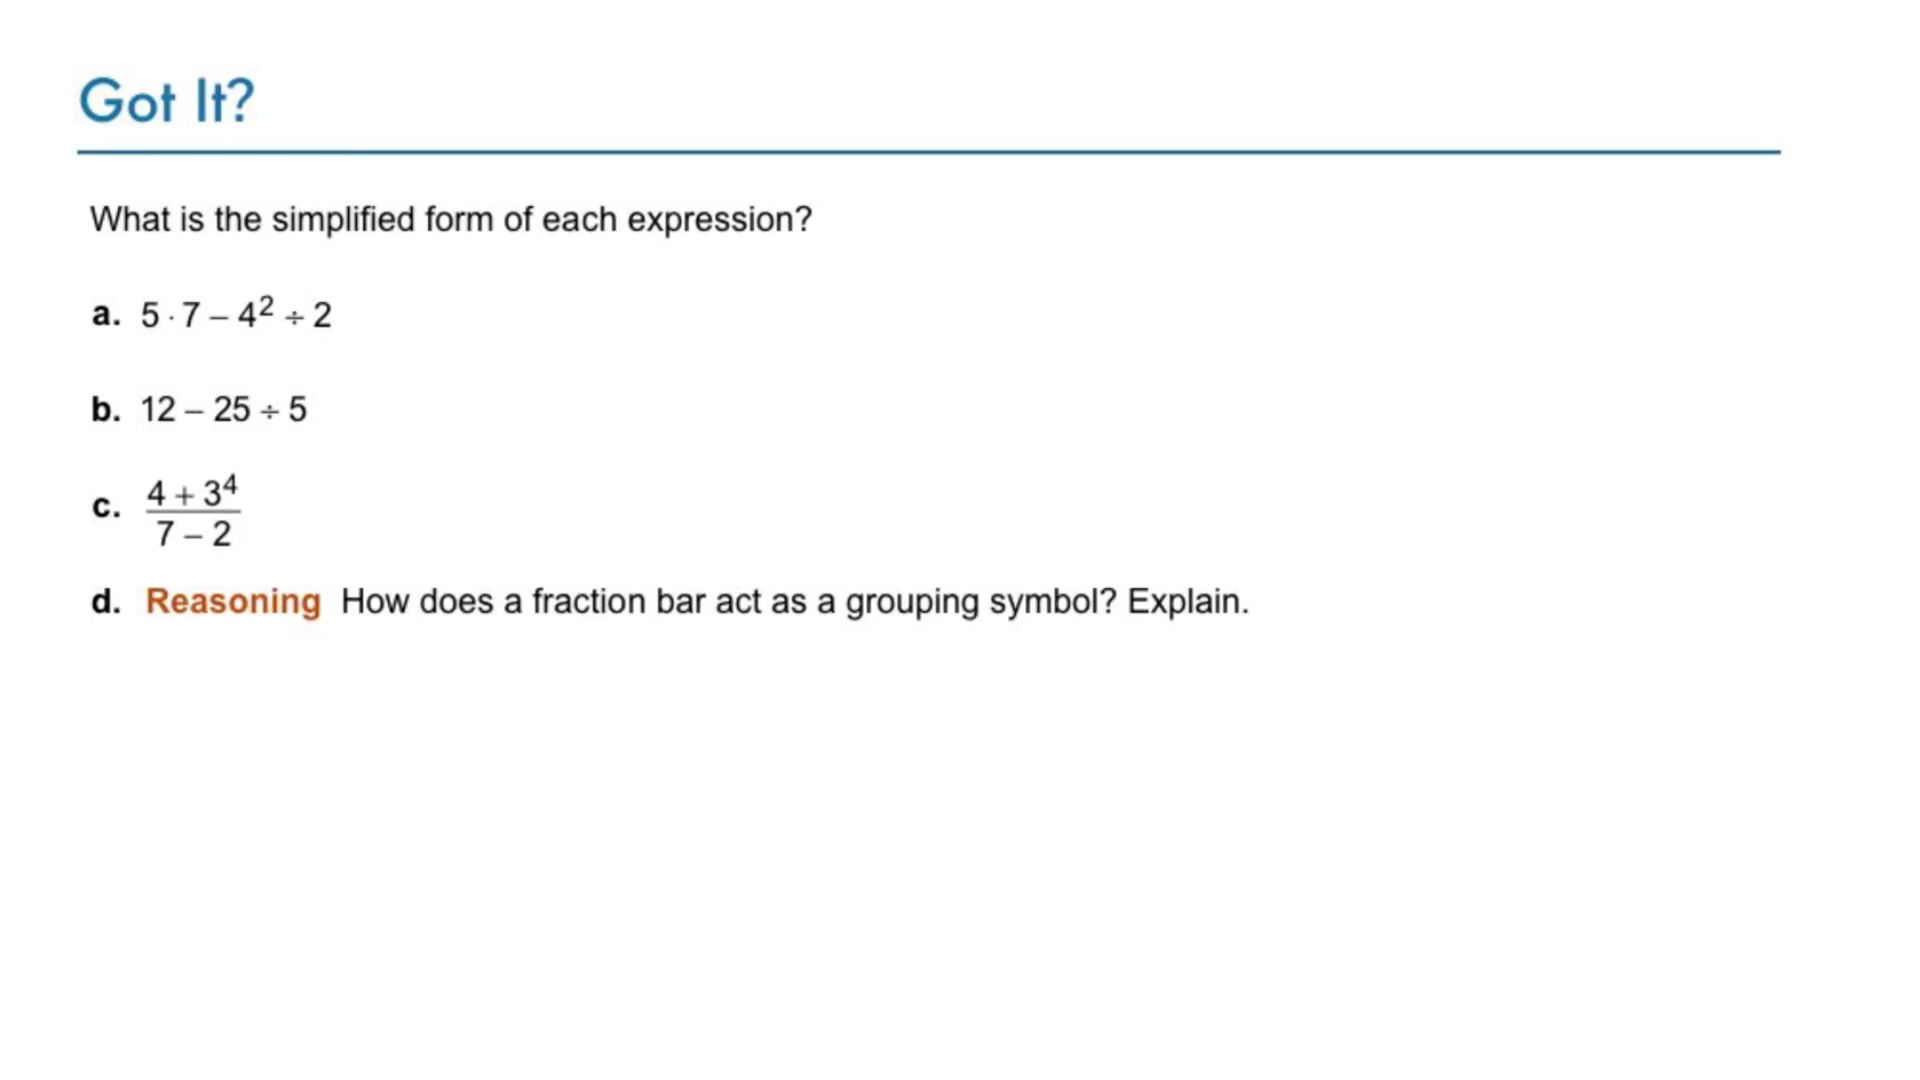 Got It?
What is the simplified form of each expression?
a. 5 · 7 – 4² ÷ 2
b. 12 – 25 ÷ 5
c. 4 + 3⁴
7 – 2
d. Reasoning How does a fraction bar act as a grouping symbol? Explain.